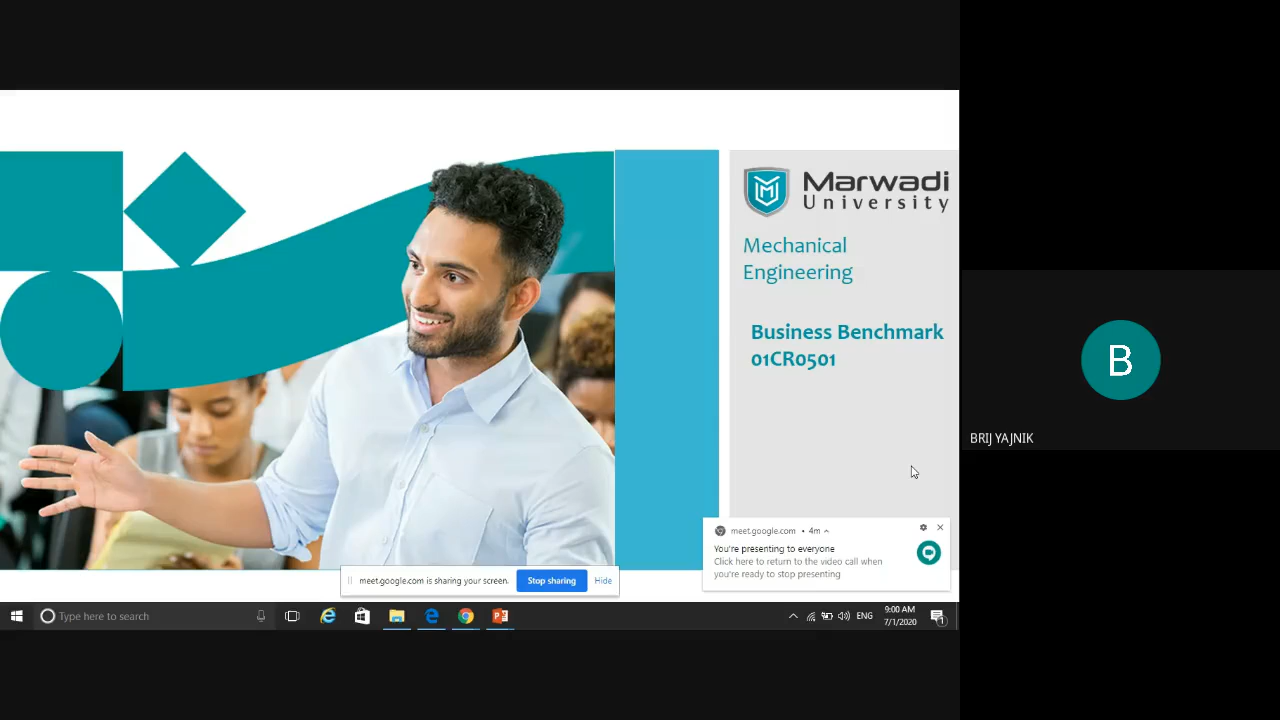 Marwadi
University
Mechanical
Engineering
Business Benchmark
01CR0501
B
BRIJ YAJNIK
meet.google.com • 4m
You're presenting to everyone
Click here to return to the video call when
you're ready to stop presenting
meet.google.com is sharing your screen.
Stop sharing
Hide
Type here to search
ENG
9:00 AM
7/1/2020
1